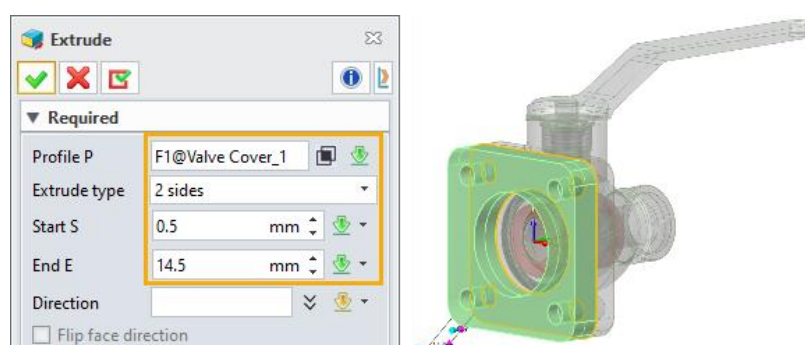 Extrude
Required
Profile P F1@Valve Cover_1
Extrude type 2 sides
Start S 0.5 mm
End E 14.5 mm
Direction
Flip face direction